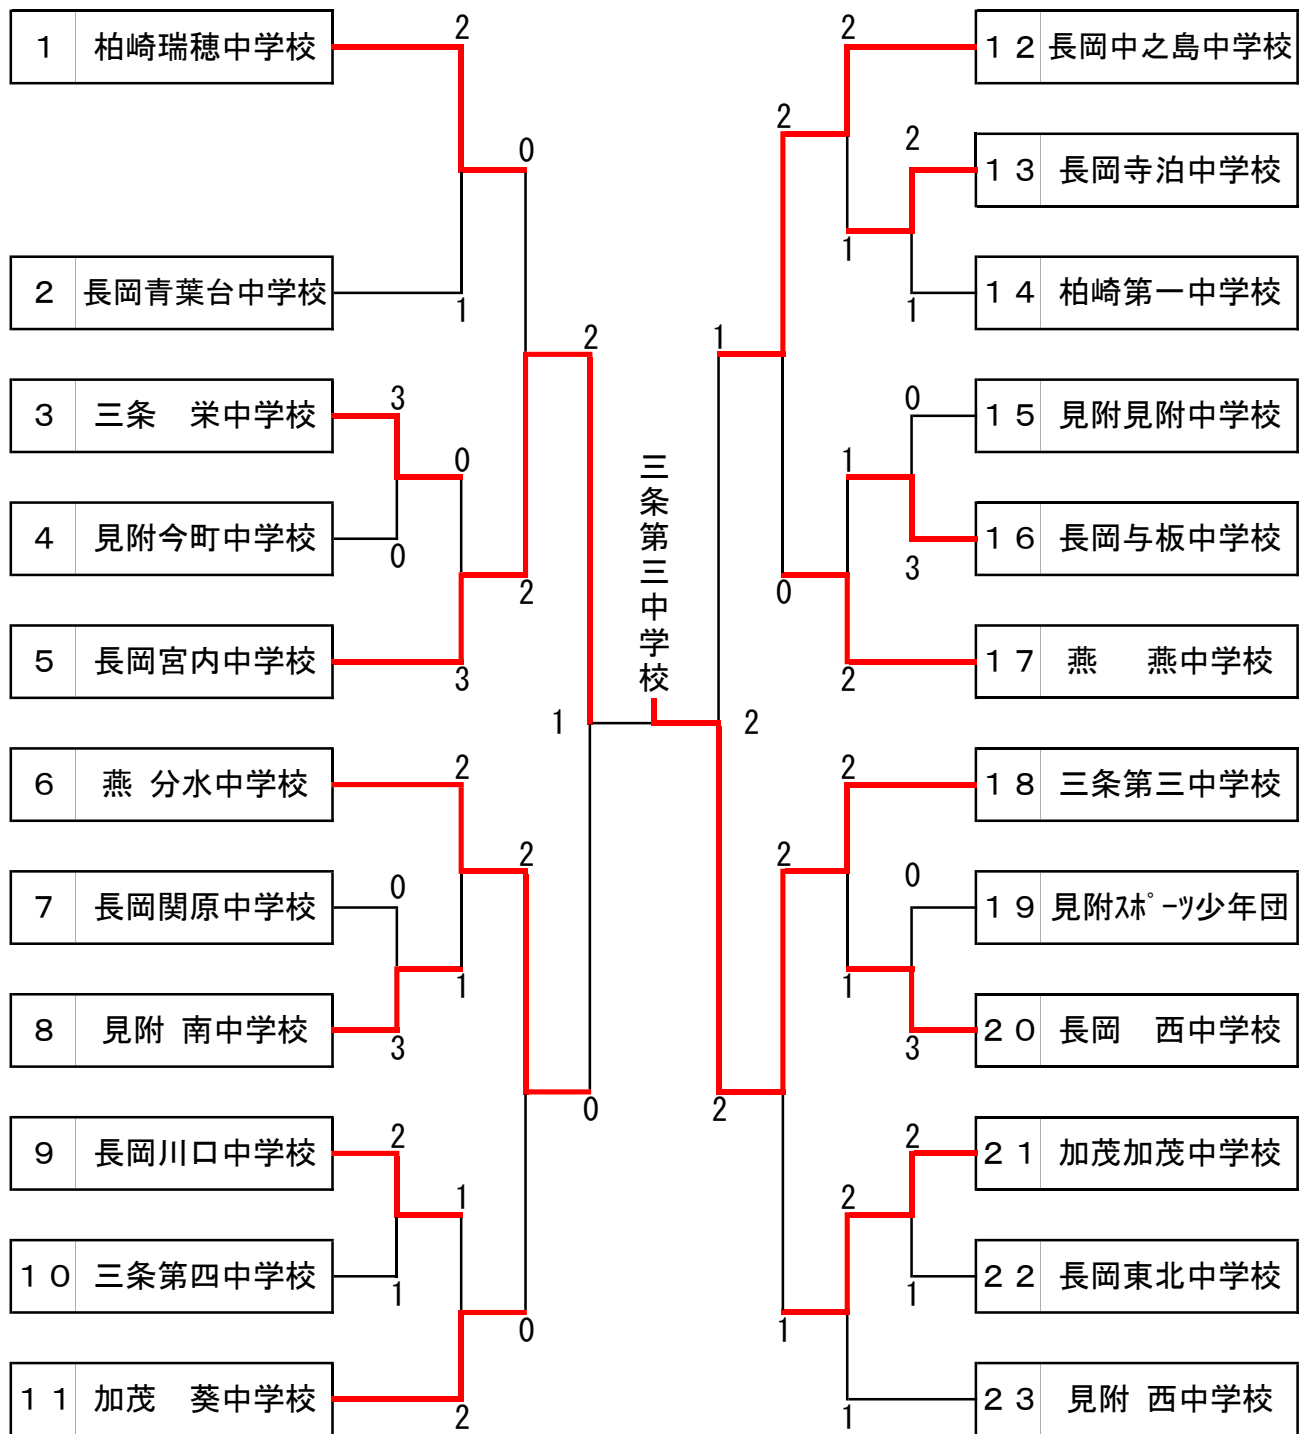 1 柏崎瑞穂中学校
2 長岡青葉台中学校
3 三条　栄中学校
4 見附今町中学校
5 長岡宮内中学校
6 燕 分水中学校
7 長岡関原中学校
8 見附 南中学校
9 長岡川口中学校
１０ 三条第四中学校
１１ 加茂　葵中学校
2
1
0
3
0
0
3
2
2
2
0
3
1
2
1
2
1
1
2
0
0
1
三条第三中学校
2
2
2
2
1
1
1
0
3
1
2
0
2
0
3
1
2
2
1
2
1
1
2
1
１２ 長岡中之島中学校
１３ 長岡寺泊中学校
１４ 柏崎第一中学校
１５ 見附見附中学校
１６ 長岡与板中学校
１７ 燕　燕中学校
１８ 三条第三中学校
１９ 見附ｽﾎﾟｰﾂ少年団
２０ 長岡　西中学校
２１ 加茂加茂中学校
２２ 長岡東北中学校
２３ 見附 西中学校